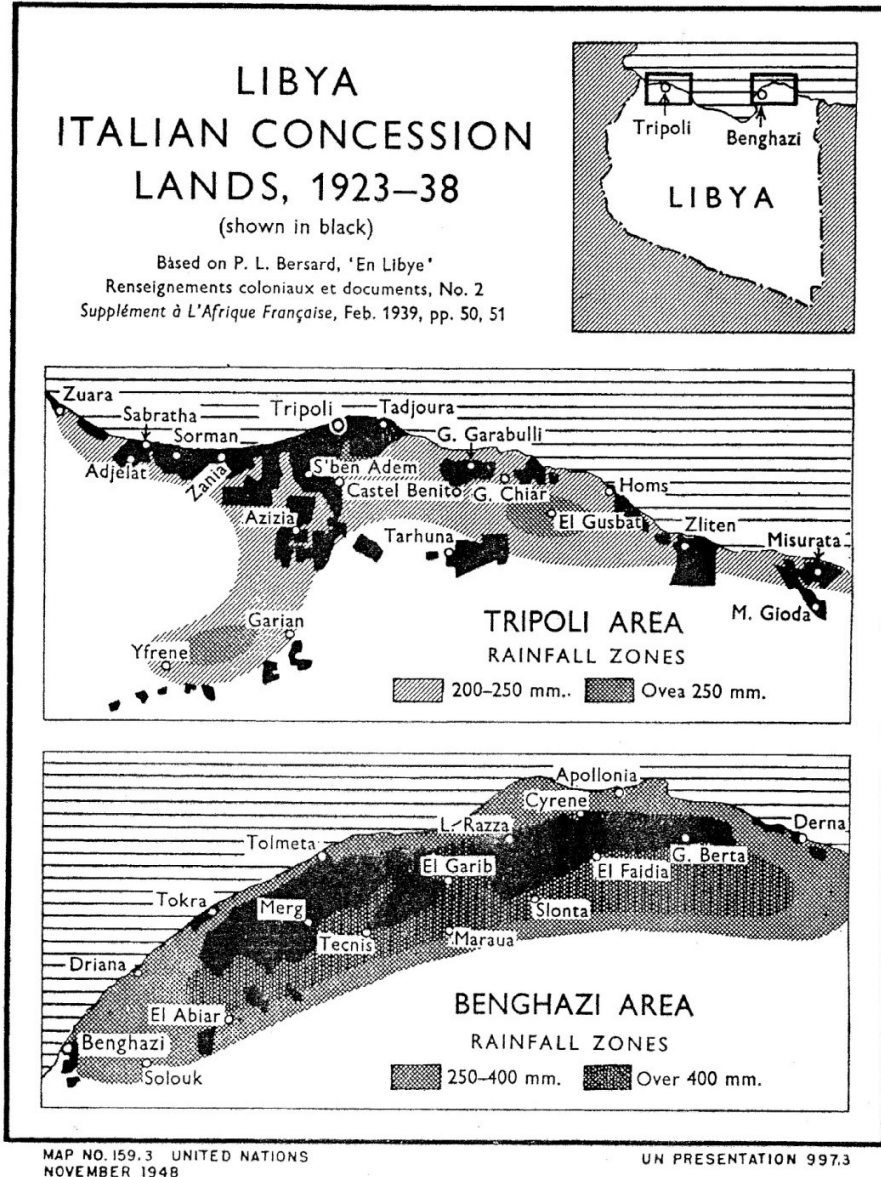 LIBYA
ITALIAN CONCESSION
LANDS, 1923–38
(shown in black)
Based on P. L. Bersard, 'En Libye'
Renseignements coloniaux et documents, No. 2
Supplément à L'Afrique Française, Feb. 1939, pp. 50, 51
Tripoli
Benghazi
LIBYA
Zuara
Sabratha
Tripoli
Tadjoura
Sorman
G. Garabulli
Adjelat
Zania
S'ben Adem
Castel Benito
G. Chiár
Homs
Azizia
El Gusbat
Zliten
Tarhuna
Misurata
Garian
M. Gioda
Yfrene
TRIPOLI AREA
RAINFALL ZONES
200–250 mm..
Ovea 250 mm.
Apollonia
Cyrene
L. Razza
Derna
Tolmeta
El Garib
G. Berta
El Faidia
Tokra
Merg
Slonta
Tecnis
Maraua
Driana
El Abiar
Benghazi
Solouk
BENGHAZI AREA
RAINFALL ZONES
250–400 mm.
Over 400 mm.
MAP NO. 159.3 UNITED NATIONS
NOVEMBER 1948
UN PRESENTATION 997.3